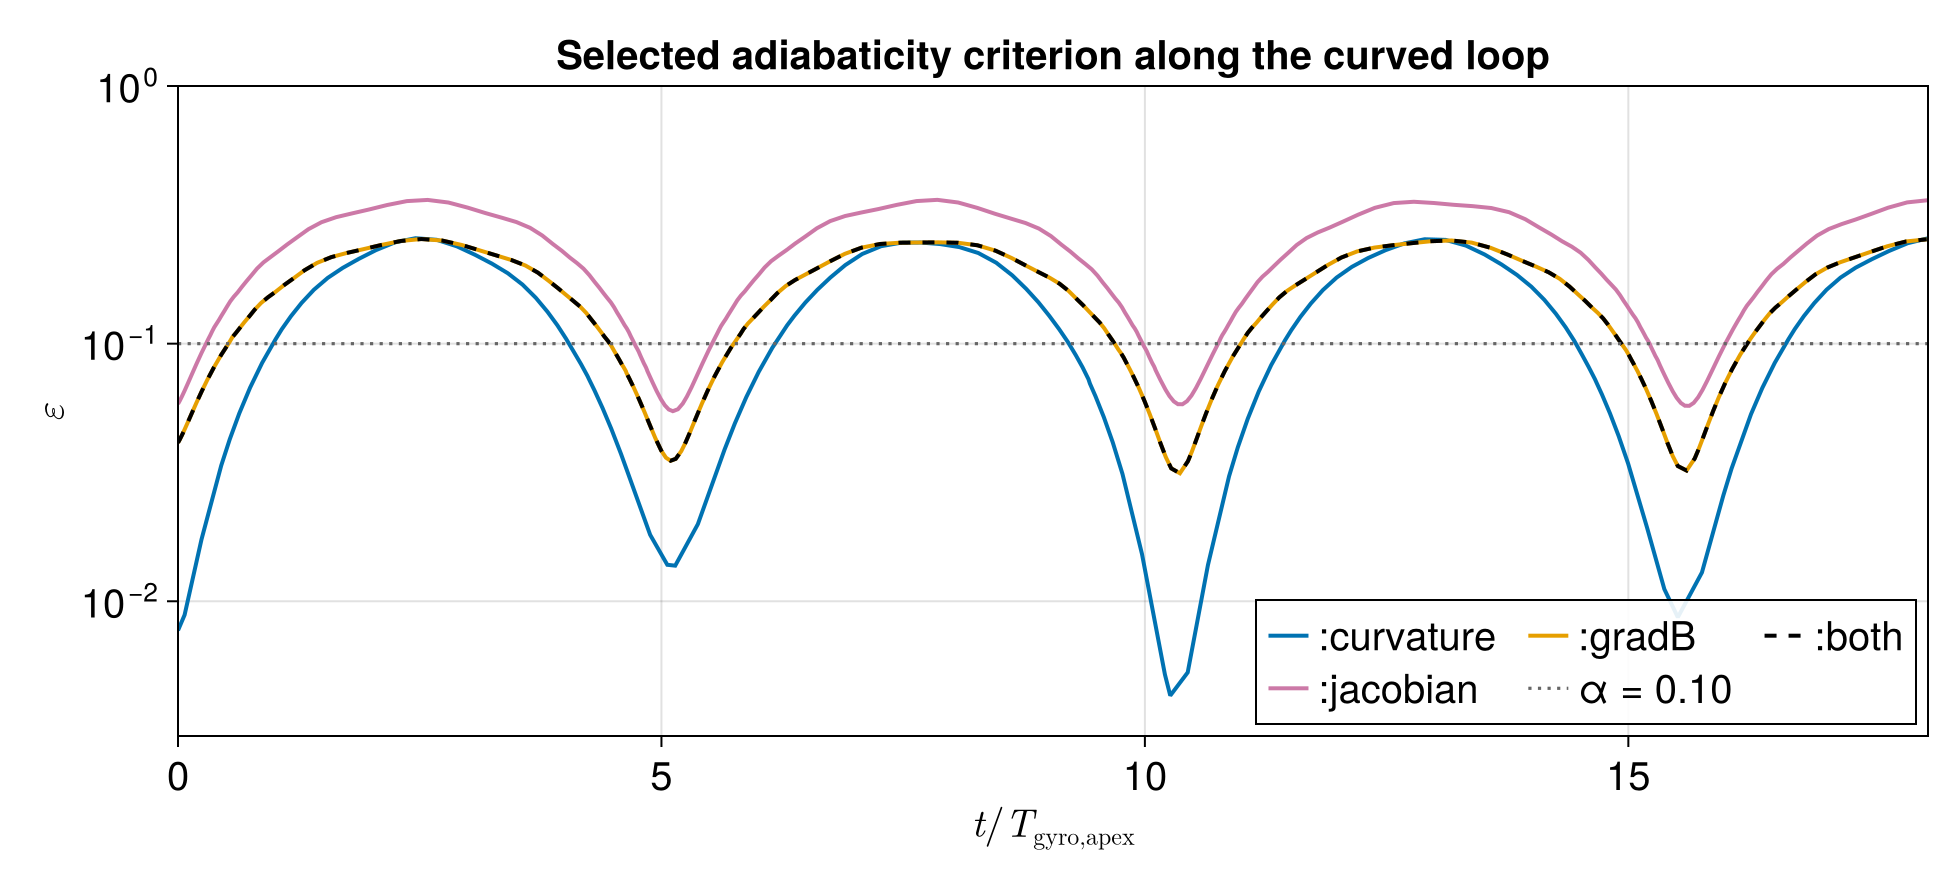 Selected adiabaticity criterion along the curved loop
10⁰
10⁻¹
10⁻²
ε
0 5 10 15
t/T_gyro,apex
:curvature :gradB :both
:jacobian α = 0.10